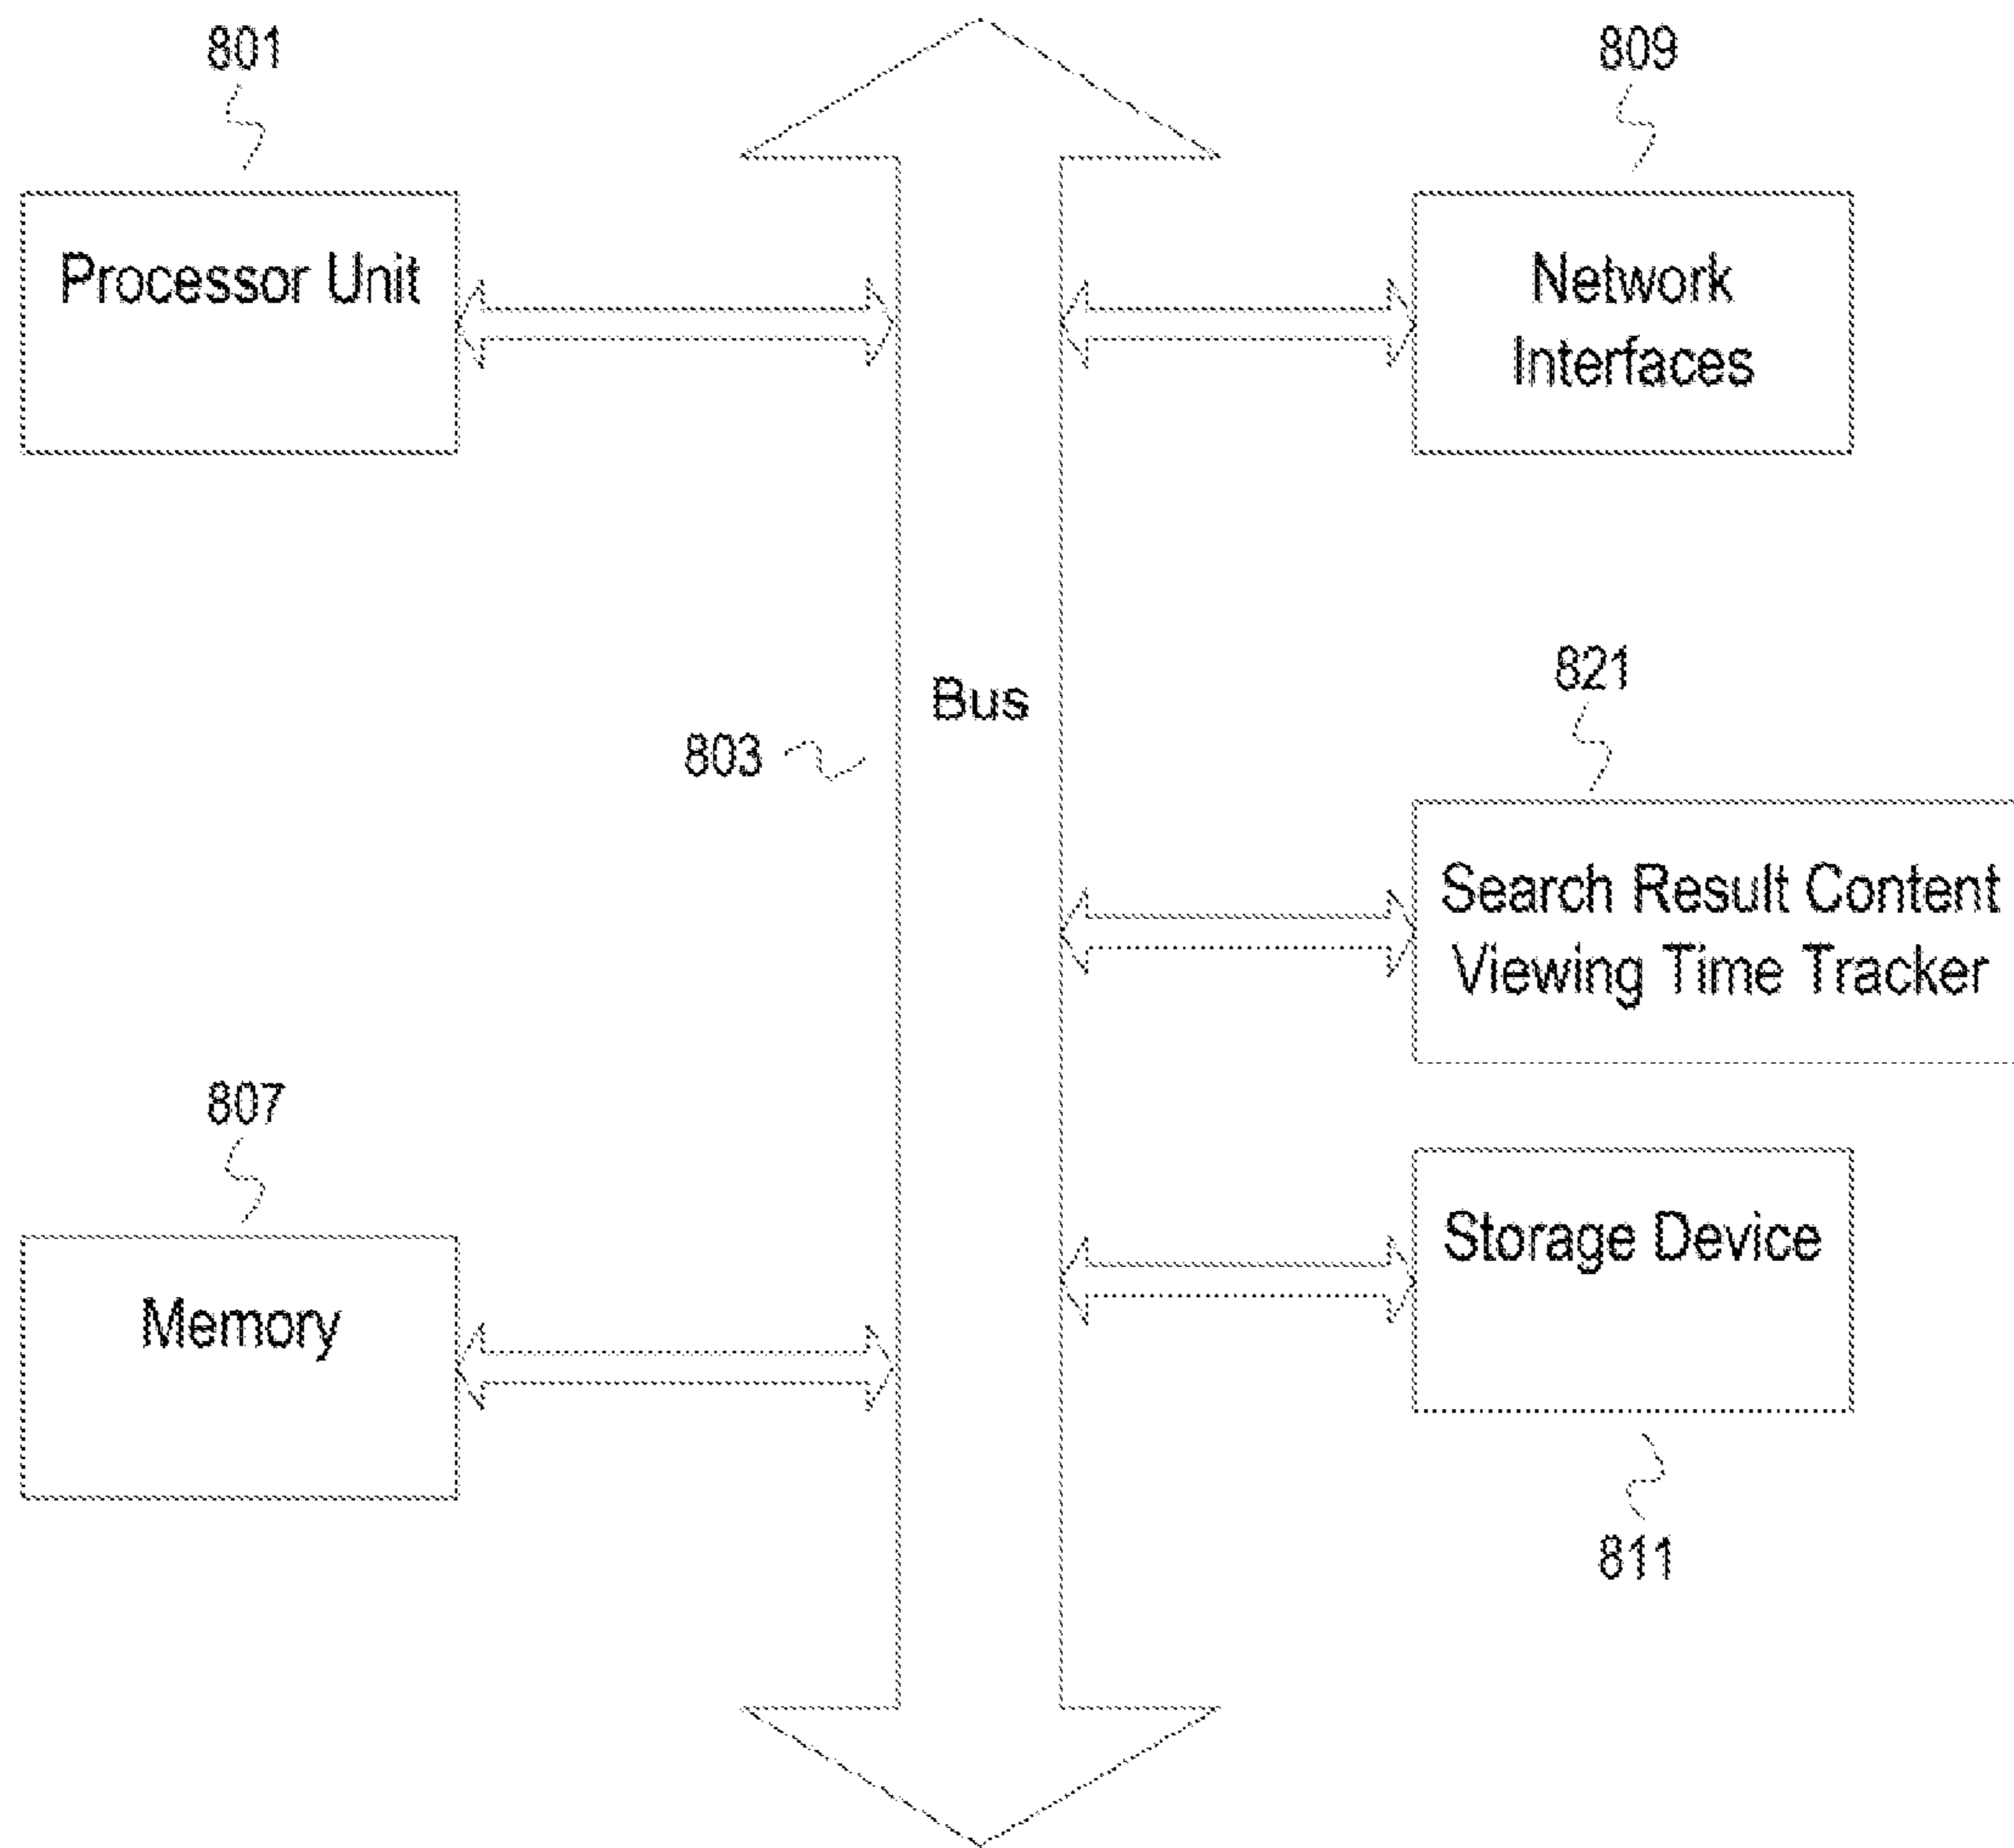 801
809
Processor Unit
Network
Interfaces
821
Bus
803
Search Result Content
Viewing Time Tracker
807
Storage Device
Memory
811